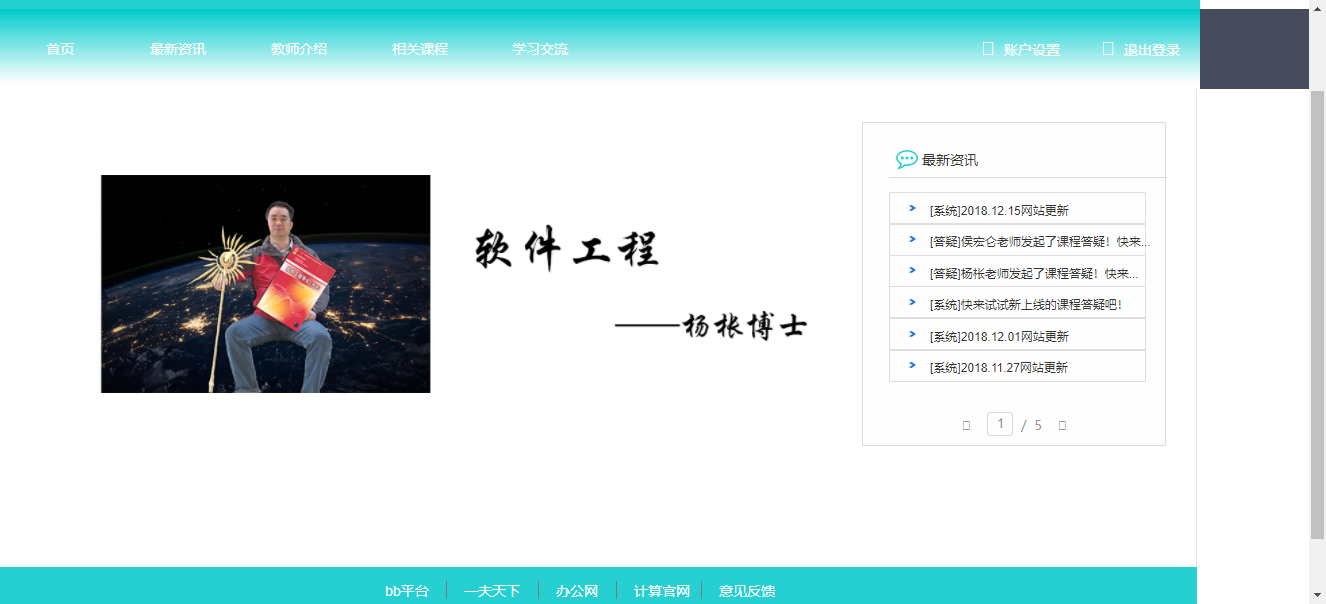 首页 最新资讯 教师介绍 相关课程 学习交流 账户设置 退出登录
最新资讯
[系统]2018.12.15网站更新
[答疑]侯宏仑老师发起了课程答疑！快来...
[答疑]杨枨老师发起了课程答疑！快来...
[系统]快来试试新上线的课程答疑吧！
[系统]2018.12.01网站更新
[系统]2018.11.27网站更新
1 / 5
软件工程
——杨枨博士
bb平台 一夫天下 办公网 计算官网 意见反馈